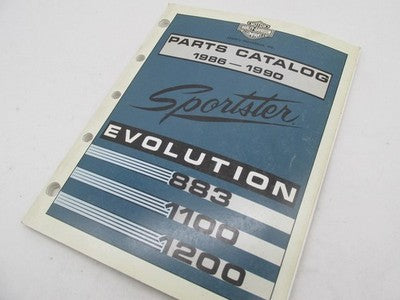 PARTS CATALOG
1986-1990
Sportster
EVOLUTION
883
1100
1200